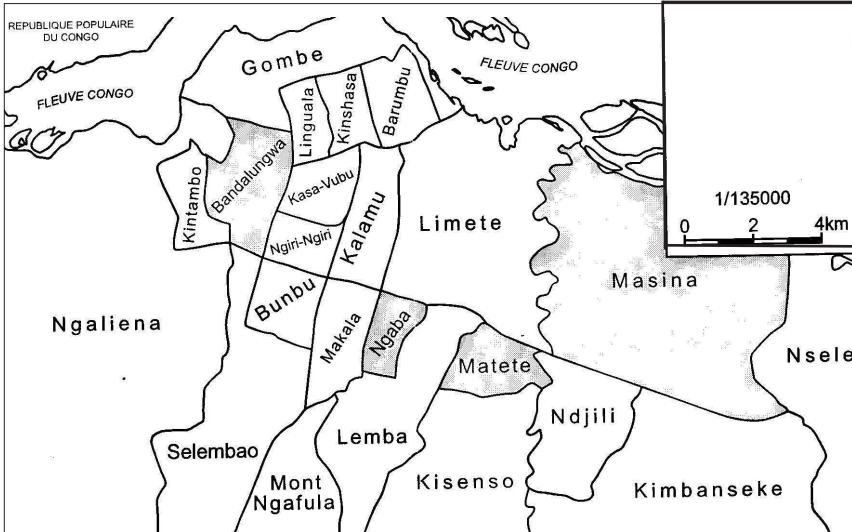 REPUBLIQUE POPULAIRE
DU CONGO
FLEUVE CONGO
Gombe
FLEUVE CONGO
Linguala
Kinshasa
Barumbu
Kintambo
Bandalungwa
Kasa-Vubu
Ngiri-Ngiri
Kalamu
Limete
1/135000
0 2 4km
Masina
Ngaliena
Bunbu
Makala
Ngaba
Matete
Nsele
Selembao
Lemba
Ndjili
Mont
Ngafula
Kisenso
Kimbanseke